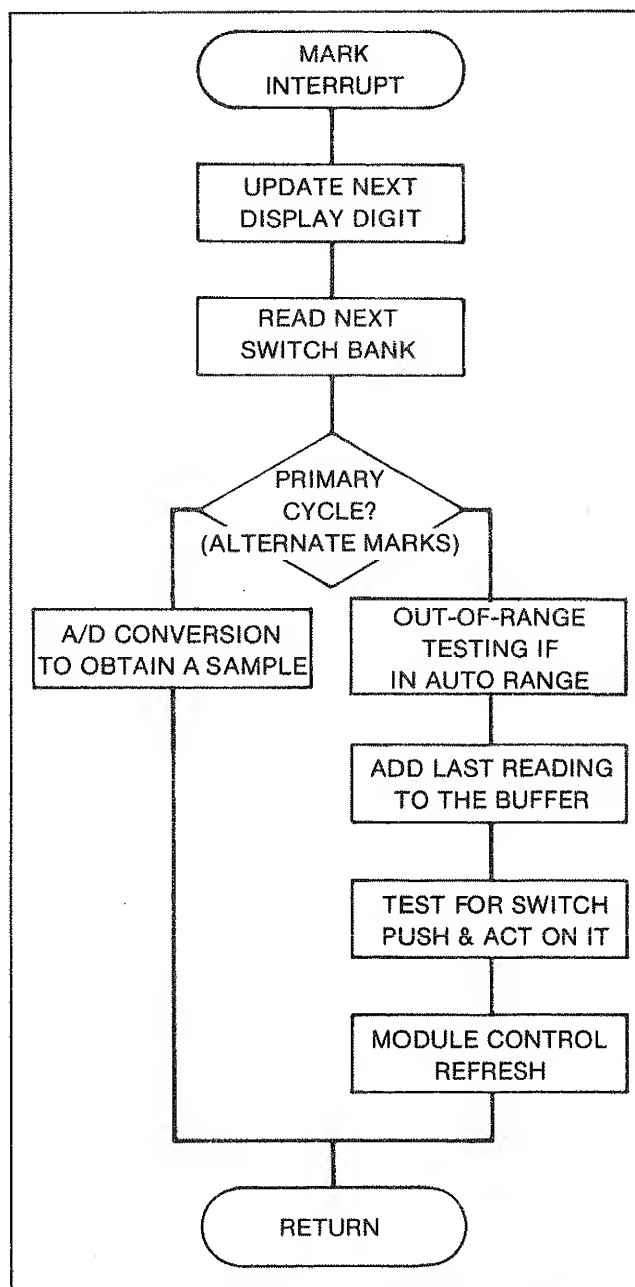 MARK
INTERRUPT
UPDATE NEXT
DISPLAY DIGIT
READ NEXT
SWITCH BANK
PRIMARY
CYCLE?
(ALTERNATE MARKS)
A/D CONVERSION
TO OBTAIN A SAMPLE
OUT-OF-RANGE
TESTING IF
IN AUTO RANGE
ADD LAST READING
TO THE BUFFER
TEST FOR SWITCH
PUSH & ACT ON IT
MODULE CONTROL
REFRESH
RETURN